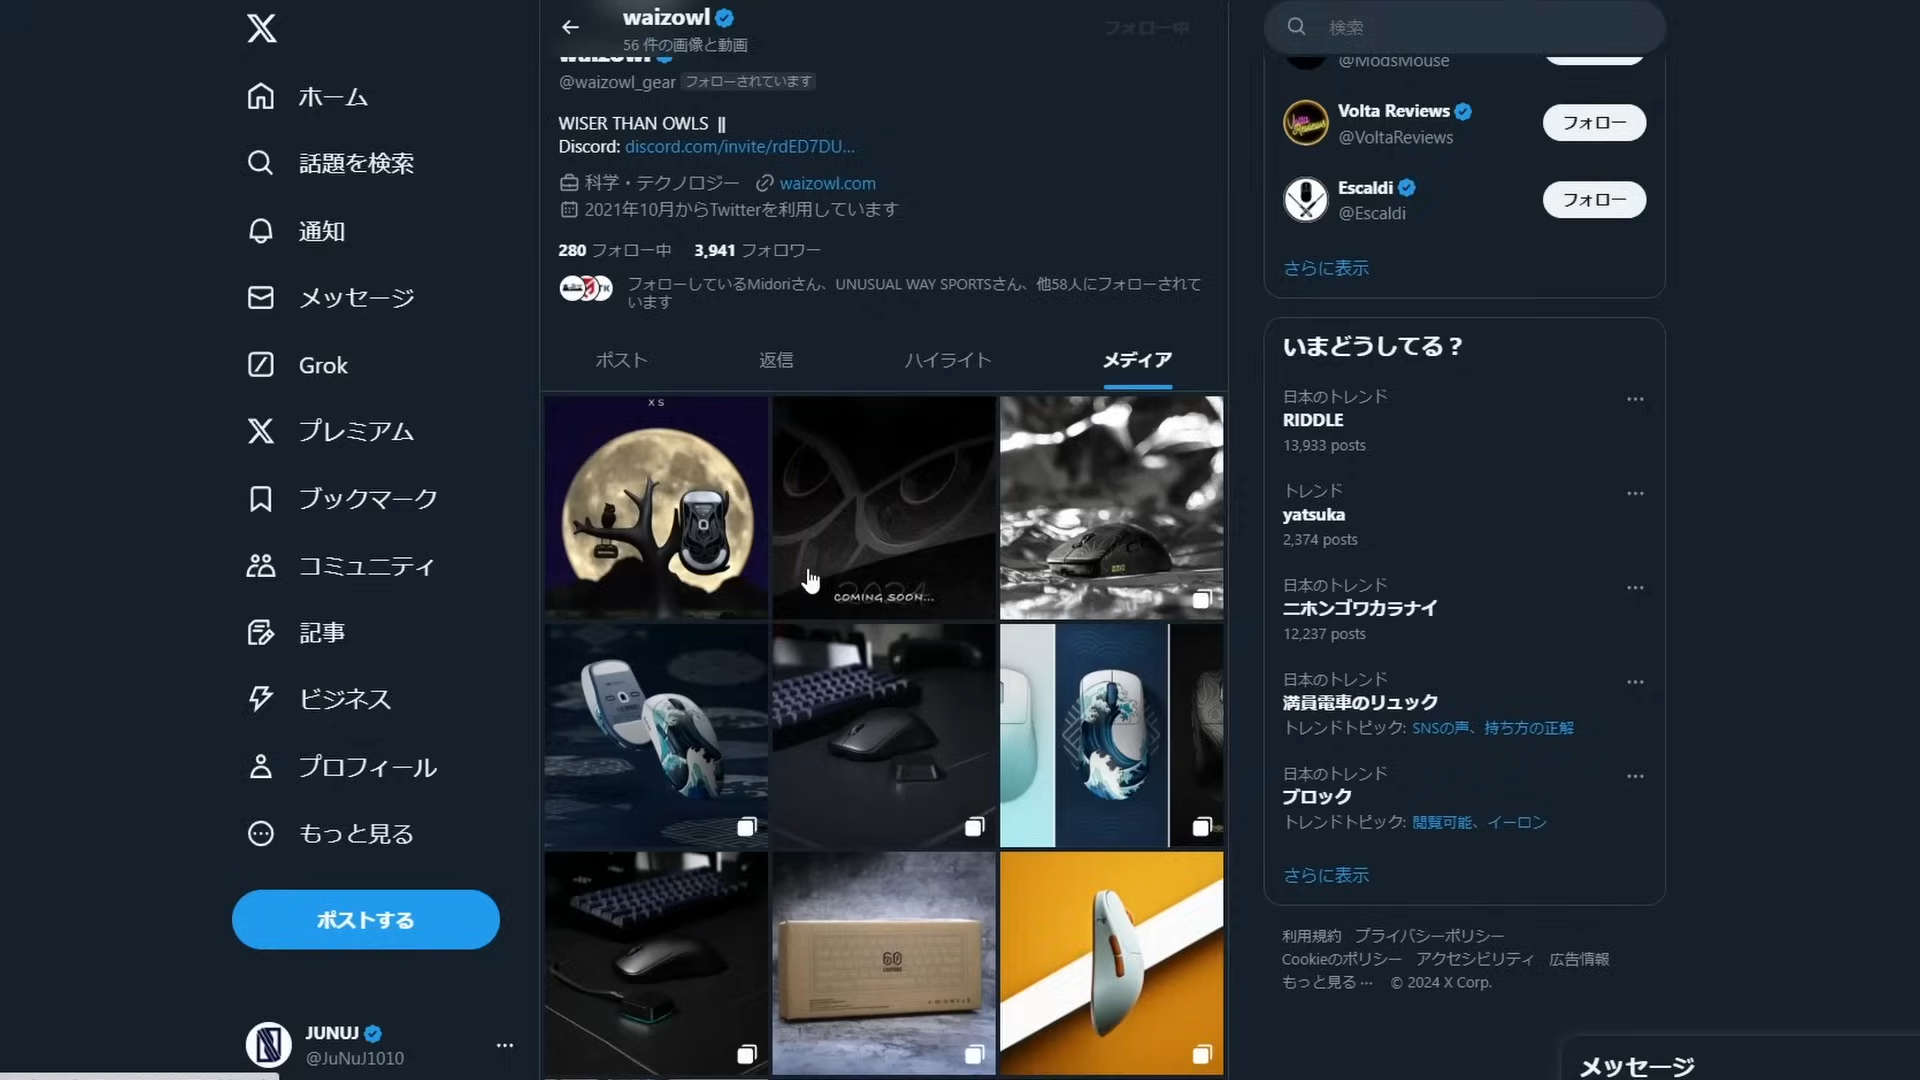 ホーム
話題を検索
通知
メッセージ
Grok
プレミアム
ブックマーク
コミュニティ
記事
ビジネス
プロフィール
もっと見る
ポストする
JUNUJ
@JuNuJ1010
waizowl
56 件の画像と動画
フォロー中
@waizowl_gear フォローされています
WISER THAN OWLS ||
Discord: discord.com/invite/rdED7DU…
科学・テクノロジー waizowl.com
2021年10月からTwitterを利用しています
280 フォロー中 3,941 フォロワー
フォローしているMidoriさん、UNUSUAL WAY SPORTSさん、他58人にフォローされて
います
ポスト 返信 ハイライト メディア
XS
2024
COMING SOON...
検索
@ModsMouse
Volta Reviews
@VoltaReviews
フォロー
Escaldi
@Escaldi
フォロー
さらに表示
いまどうしてる？
日本のトレンド
RIDDLE
13,933 posts
トレンド
yatsuka
2,374 posts
日本のトレンド
ニホンゴワカラナイ
12,237 posts
日本のトレンド
満員電車のリュック
トレンドトピック: SNSの声、持ち方の正解
日本のトレンド
ブロック
トレンドトピック: 閲覧可能、イーロン
さらに表示
利用規約 プライバシーポリシー
Cookieのポリシー アクセシビリティ 広告情報
もっと見る … © 2024 X Corp.
メッセージ